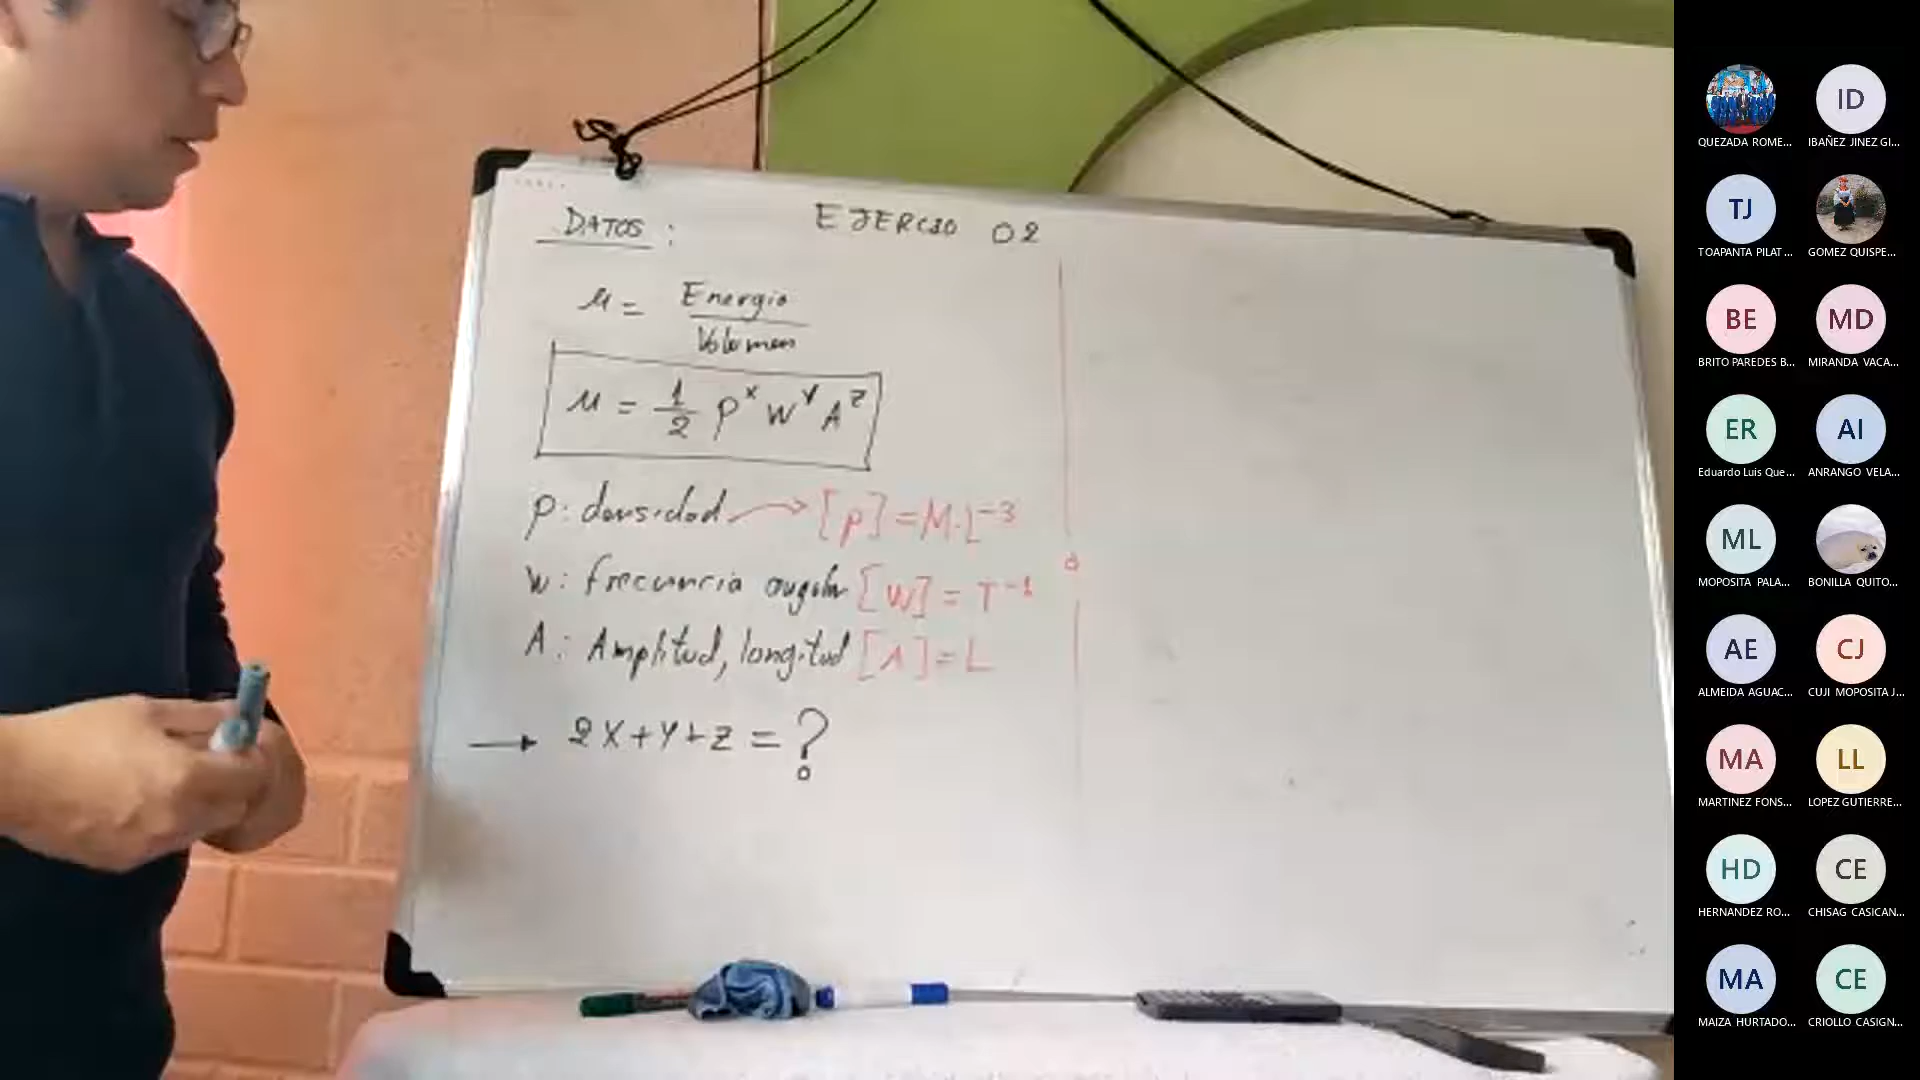 DATOS :
EJERCIO 02
u = Energia
Volumen
u = 1/2 ρ^x w^y A^z
ρ: densidad → [ρ] = M.L^-3
w: frecuencia angular [W] = T^-1
A: Amplitud, longitud [A] = L
→ 2x+y+z = ?
QUEZADA ROME...
ID
IBAÑEZ JINEZ GI...
TJ
TOAPANTA PILAT...
GOMEZ QUISPE...
BE
BRITO PAREDES B...
MD
MIRANDA VACA...
ER
Eduardo Luis Que...
AI
ANRANGO VELA...
ML
MOPOSITA PALA...
BONILLA QUITO...
AE
ALMEIDA AGUAC...
CJ
CUJI MOPOSITA J...
MA
MARTINEZ FONS...
LL
LOPEZ GUTIERRE...
HD
HERNANDEZ RO...
CE
CHISAG CASICAN...
MA
MAIZA HURTADO...
CE
CRIOLLO CASIGN...